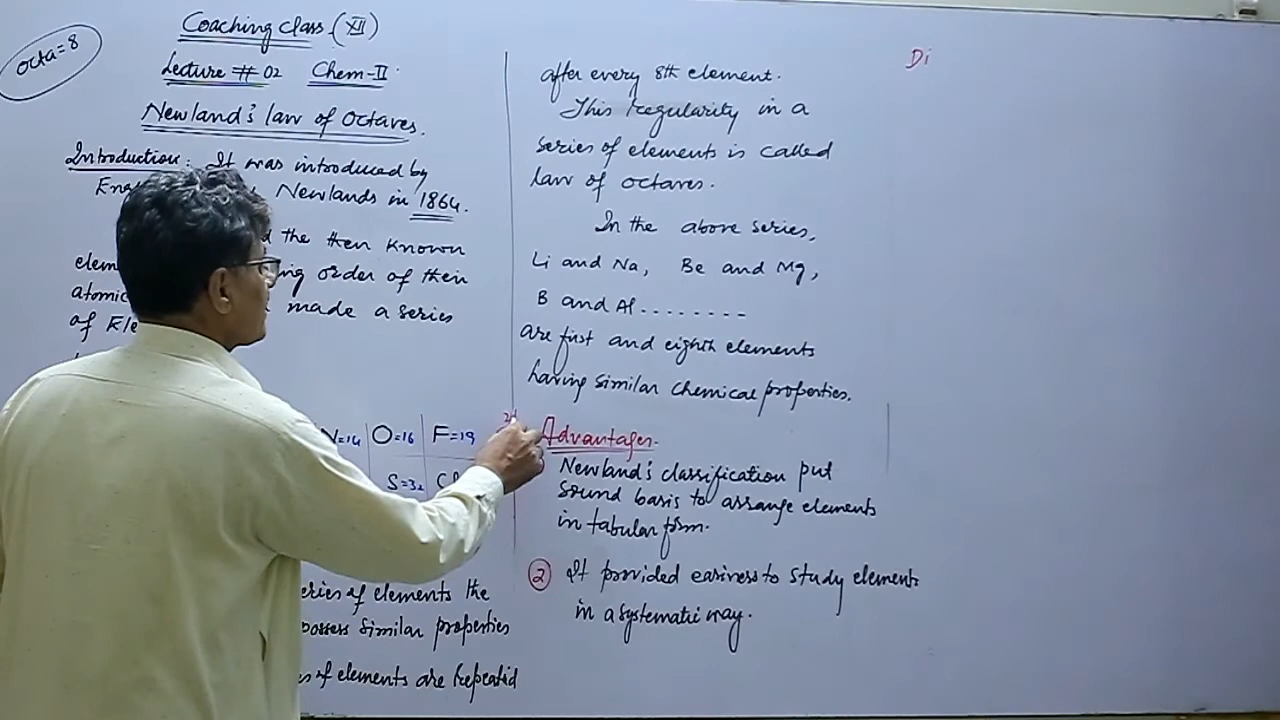 octa=8
Coaching class (XII)
Lecture # 02 Chem-II
Newland's law of Octaves.
Introduction: It was introduced by
Newlands in 1864.
the then known
order of their
made a series
of Ele
O=16 F=19
S=32
series of elements the
possess similar properties
of elements are repeated
after every 8th element.
This regularity in a
series of elements is called
law of octaves.
In the above series,
Li and Na, Be and Mg,
B and Al........
are first and eighth elements
having similar chemical properties.
Advantages.
Newland's classification put
sound basis to arrange elements
in tabular form.
2 It provided easiness to study elements
in a systematic way.
Di